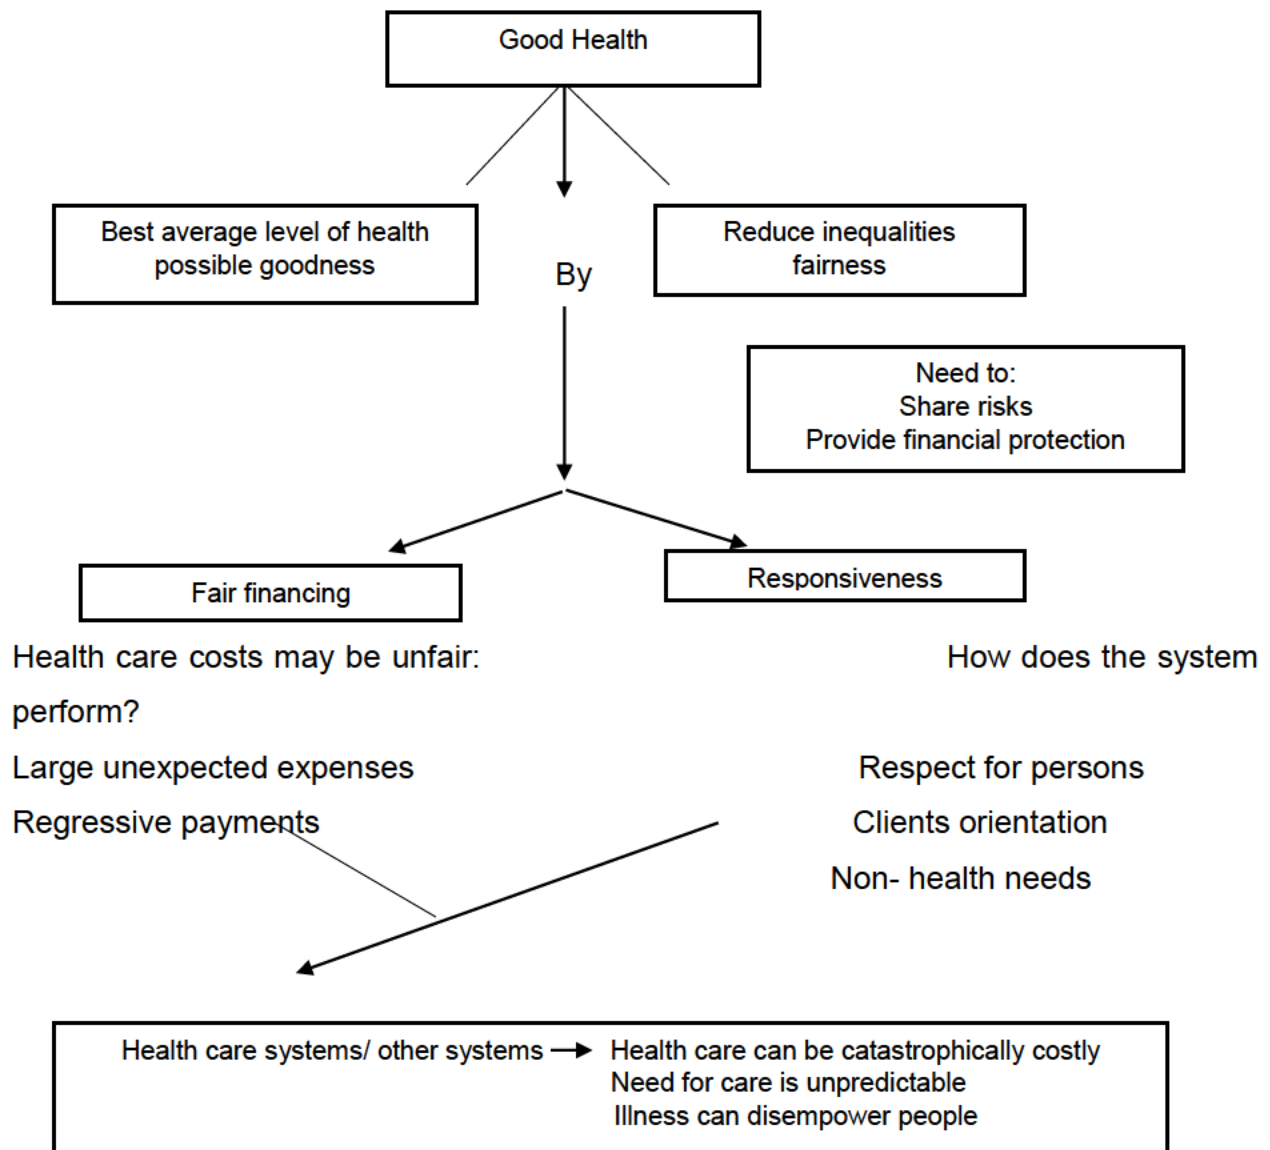 Good Health
Best average level of health
possible goodness
By
Reduce inequalities
fairness
Need to:
Share risks
Provide financial protection
Fair financing
Responsiveness
Health care costs may be unfair: How does the system
perform?
Large unexpected expenses Respect for persons
Regressive payments Clients orientation
Non- health needs
Health care systems/ other systems Health care can be catastrophically costly
Need for care is unpredictable
Illness can disempower people